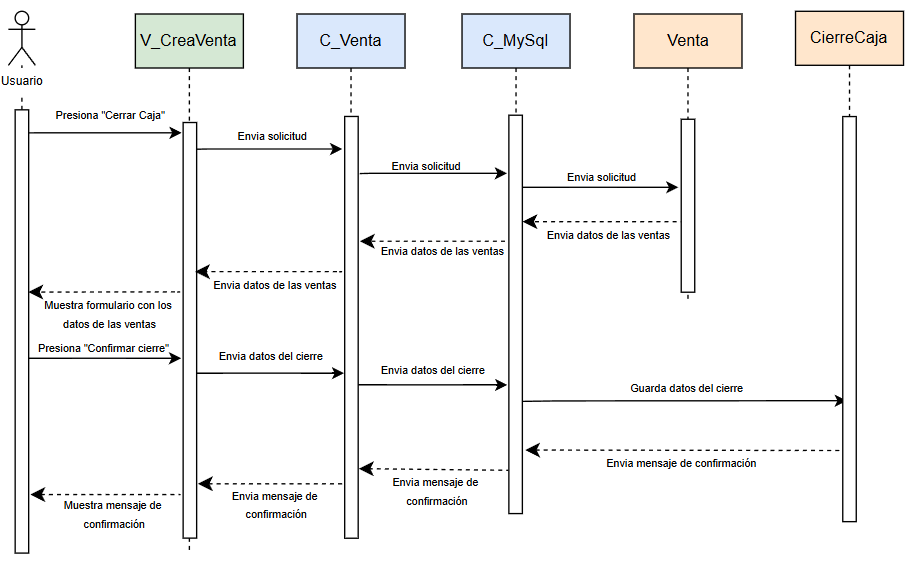 V_CreaVenta
C_Venta
C_MySql
Venta
CierreCaja
Usuario
Presiona "Cerrar Caja"
Envia solicitud
Envia solicitud
Envia solicitud
Envia datos de las ventas
Envia datos de las ventas
Envia datos de las ventas
Muestra formulario con los
datos de las ventas
Presiona "Confirmar cierre"
Envia datos del cierre
Envia datos del cierre
Guarda datos del cierre
Envia mensaje de confirmación
Envia mensaje de
confirmación
Envia mensaje de
confirmación
Muestra mensaje de
confirmación